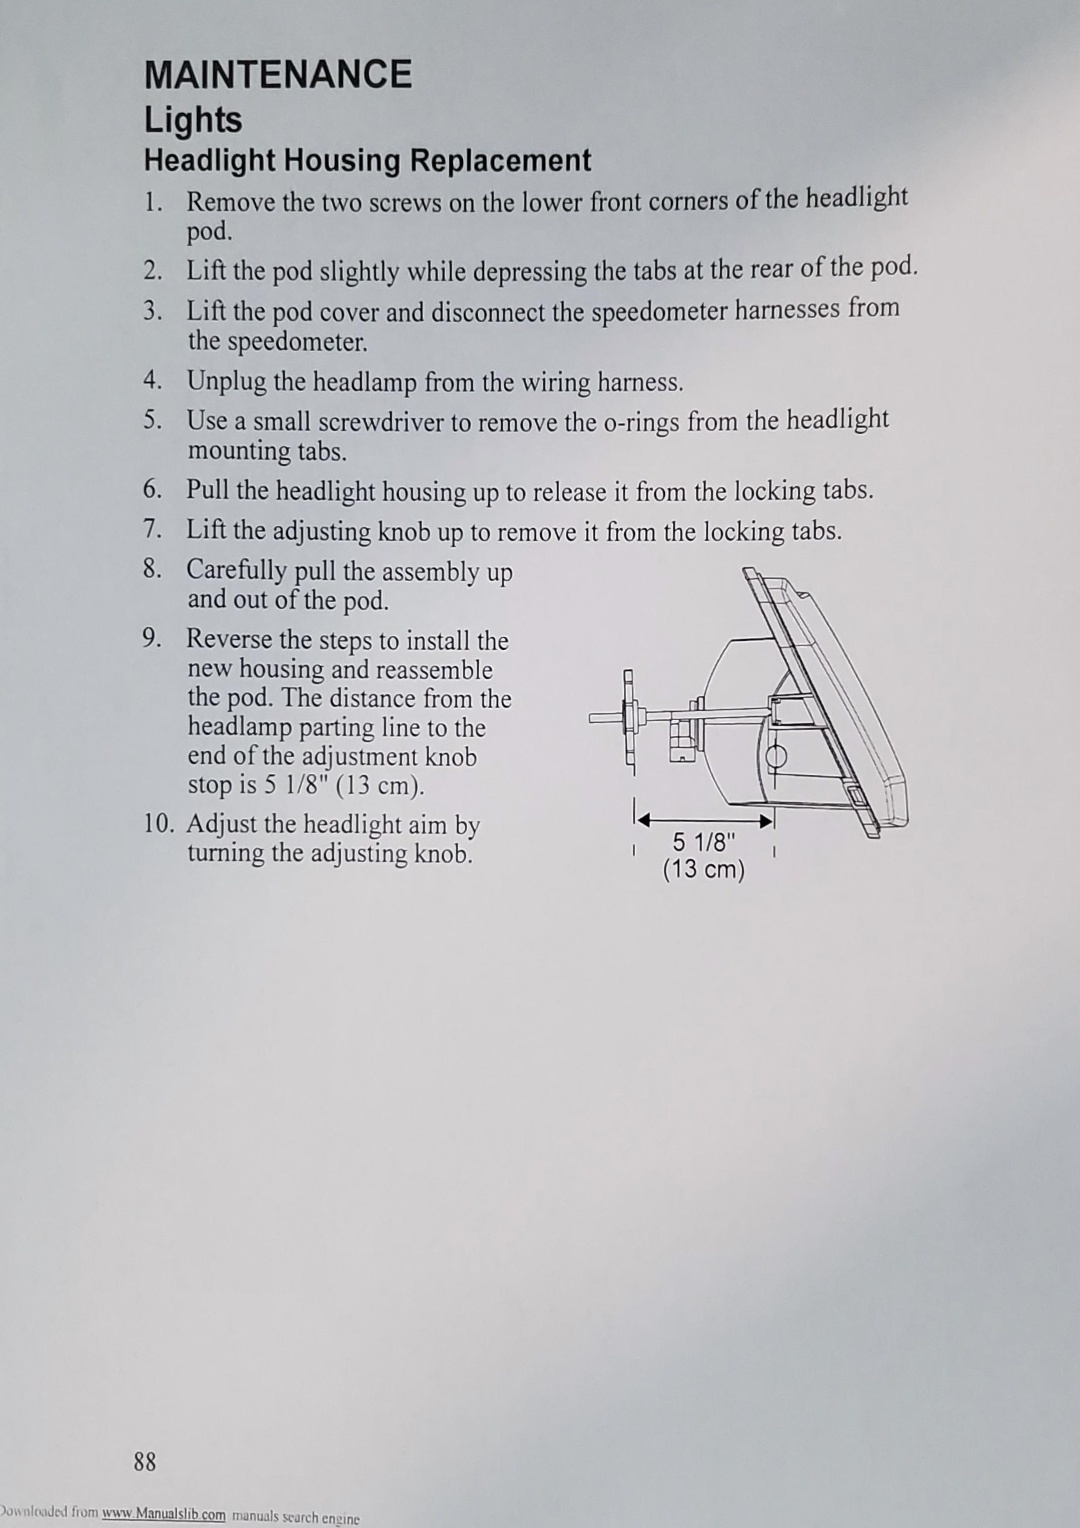 MAINTENANCE
Lights
Headlight Housing Replacement
1. Remove the two screws on the lower front corners of the headlight
pod.
2. Lift the pod slightly while depressing the tabs at the rear of the pod.
3. Lift the pod cover and disconnect the speedometer harnesses from
the speedometer.
4. Unplug the headlamp from the wiring harness.
5. Use a small screwdriver to remove the o-rings from the headlight
mounting tabs.
6. Pull the headlight housing up to release it from the locking tabs.
7. Lift the adjusting knob up to remove it from the locking tabs.
8. Carefully pull the assembly up
and out of the pod.
9. Reverse the steps to install the
new housing and reassemble
the pod. The distance from the
headlamp parting line to the
end of the adjustment knob
stop is 5 1/8" (13 cm).
10. Adjust the headlight aim by
turning the adjusting knob.
5 1/8"
(13 cm)
88
Downloaded from www.Manualslib.com manuals search engine